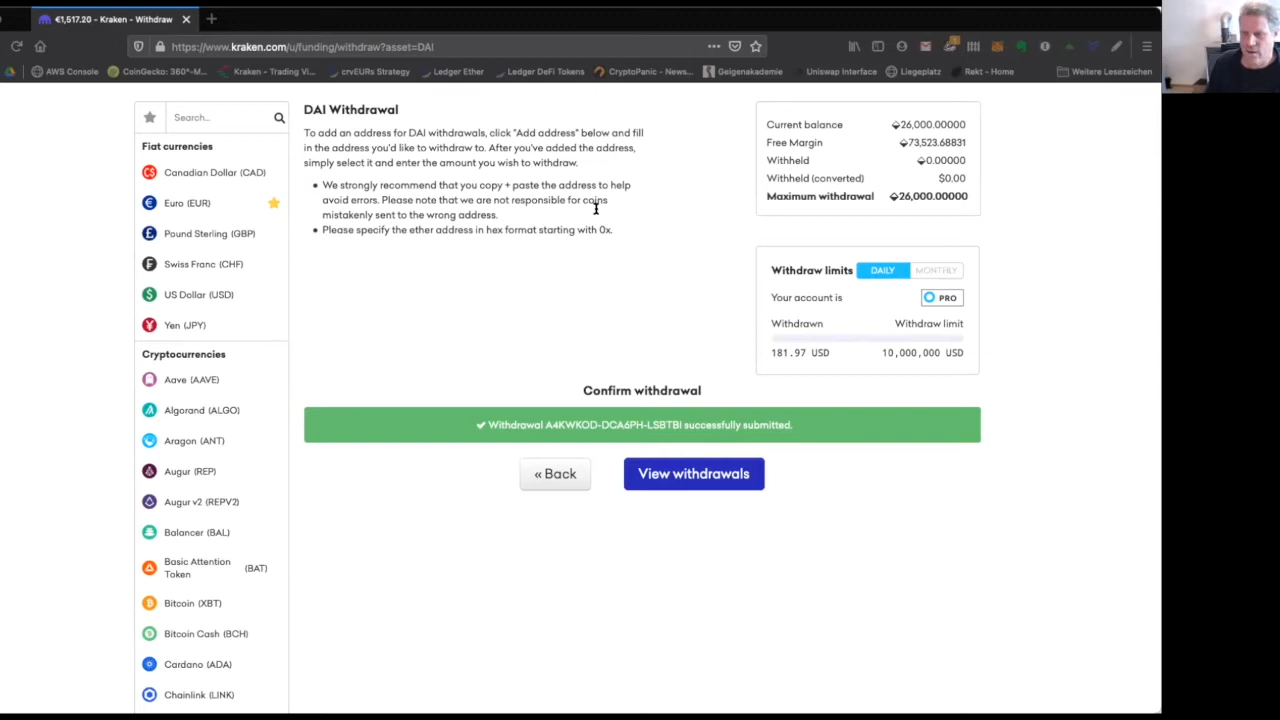 €1,517.20 - Kraken - Withdraw
https://www.kraken.com/u/funding/withdraw?asset=DAI
AWS Console
CoinGecko: 360°-M...
Kraken - Trading Vi...
crvEURs Strategy
Ledger Ether
Ledger DeFi Tokens
CryptoPanic - News...
Geigenakademie
Uniswap Interface
Liegeplatz
Rekt - Home
Weitere Lesezeichen
Search...
Fiat currencies
Canadian Dollar (CAD)
Euro (EUR)
Pound Sterling (GBP)
Swiss Franc (CHF)
US Dollar (USD)
Yen (JPY)
Cryptocurrencies
Aave (AAVE)
Algorand (ALGO)
Aragon (ANT)
Augur (REP)
Augur v2 (REPV2)
Balancer (BAL)
Basic Attention
Token (BAT)
Bitcoin (XBT)
Bitcoin Cash (BCH)
Cardano (ADA)
Chainlink (LINK)
DAI Withdrawal
To add an address for DAI withdrawals, click "Add address" below and fill
in the address you'd like to withdraw to. After you've added the address,
simply select it and enter the amount you wish to withdraw.
We strongly recommend that you copy + paste the address to help
avoid errors. Please note that we are not responsible for coins
mistakenly sent to the wrong address.
Please specify the ether address in hex format starting with 0x.
Current balance 26,000.00000
Free Margin 73,523.68831
Withheld 0.00000
Withheld (converted) $0.00
Maximum withdrawal 26,000.00000
Withdraw limits DAILY MONTHLY
Your account is PRO
Withdrawn Withdraw limit
181.97 USD 10,000,000 USD
Confirm withdrawal
Withdrawal A4KWKOD-DCA6PH-LSBTBI successfully submitted.
« Back
View withdrawals